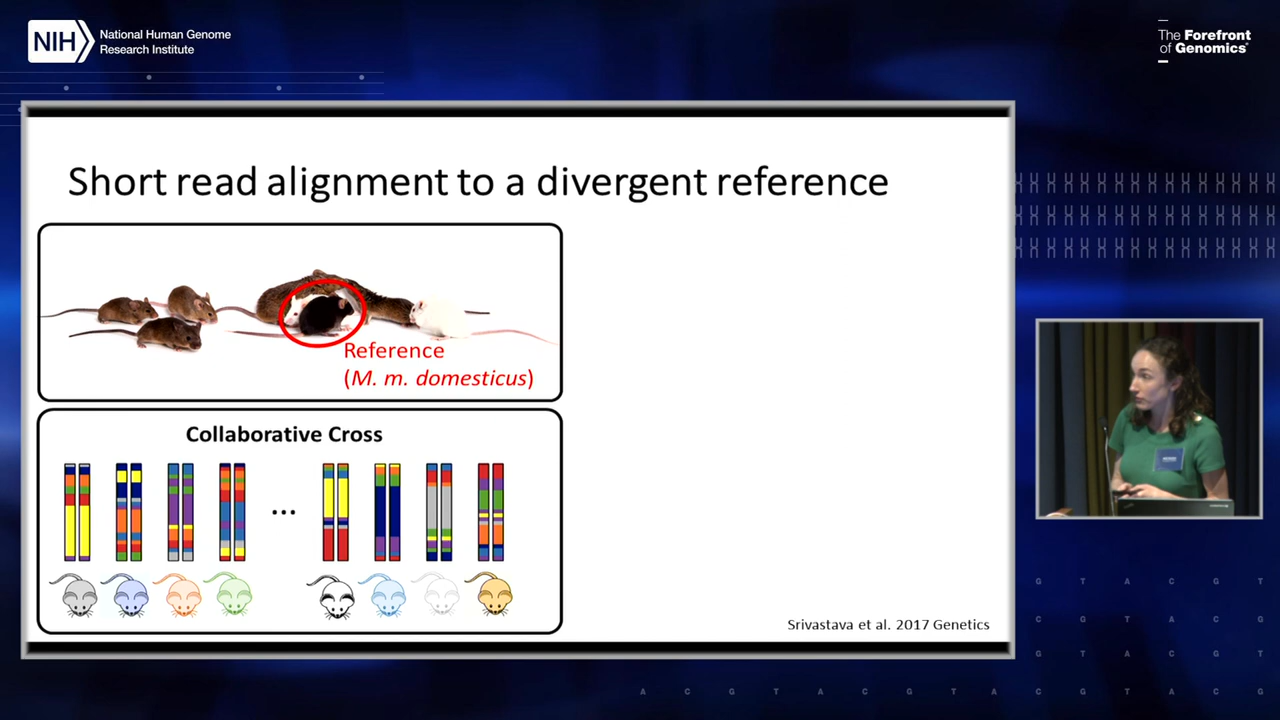 NIH
National Human Genome
Research Institute
The Forefront
of Genomics®
Short read alignment to a divergent reference
Reference
(M. m. domesticus)
Collaborative Cross
...
Srivastava et al. 2017 Genetics
G T A C G T
C G T A C G
G T A C G T
A C G T A C G T A C G T A C G